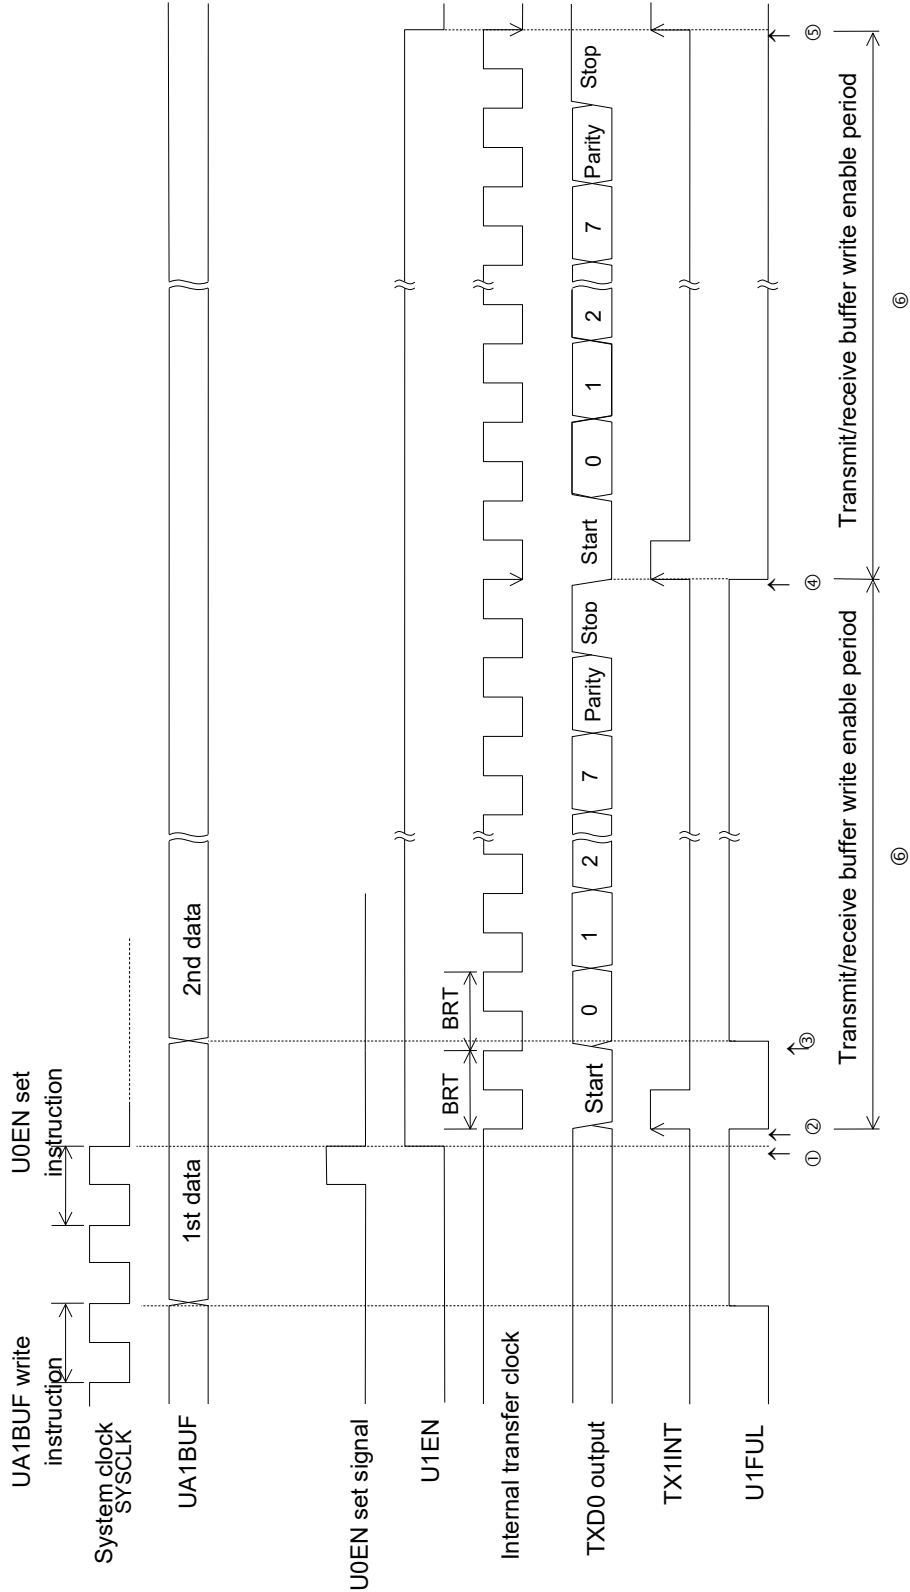 UA1BUF write
instruction
U0EN set
instruction
System clock
SYSCLK
UA1BUF
1st data
2nd data
U0EN set signal
U1EN
BRT
BRT
Internal transfer clock
TXD0 output
Start
0
1
2
7
Parity
Stop
Start
0
1
2
7
Parity
Stop
TX1INT
U1FUL
①
②
③
④
⑤
Transmit/receive buffer write enable period
Transmit/receive buffer write enable period
⑥
⑥